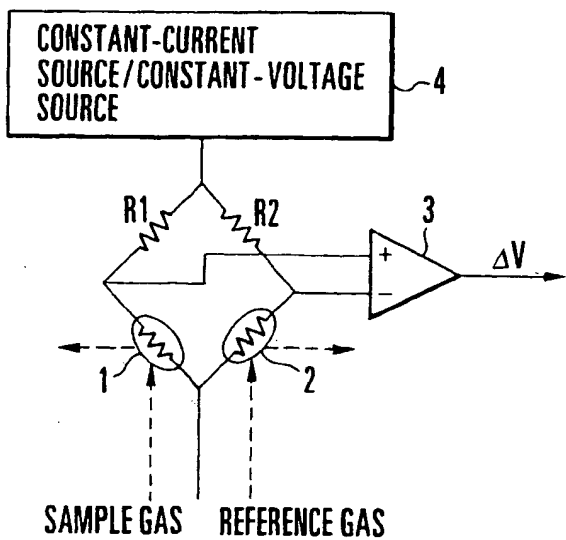 CONSTANT-CURRENT
SOURCE/CONSTANT-VOLTAGE
SOURCE
4
R1
R2
3
+
−
ΔV
1
2
SAMPLE GAS
REFERENCE GAS